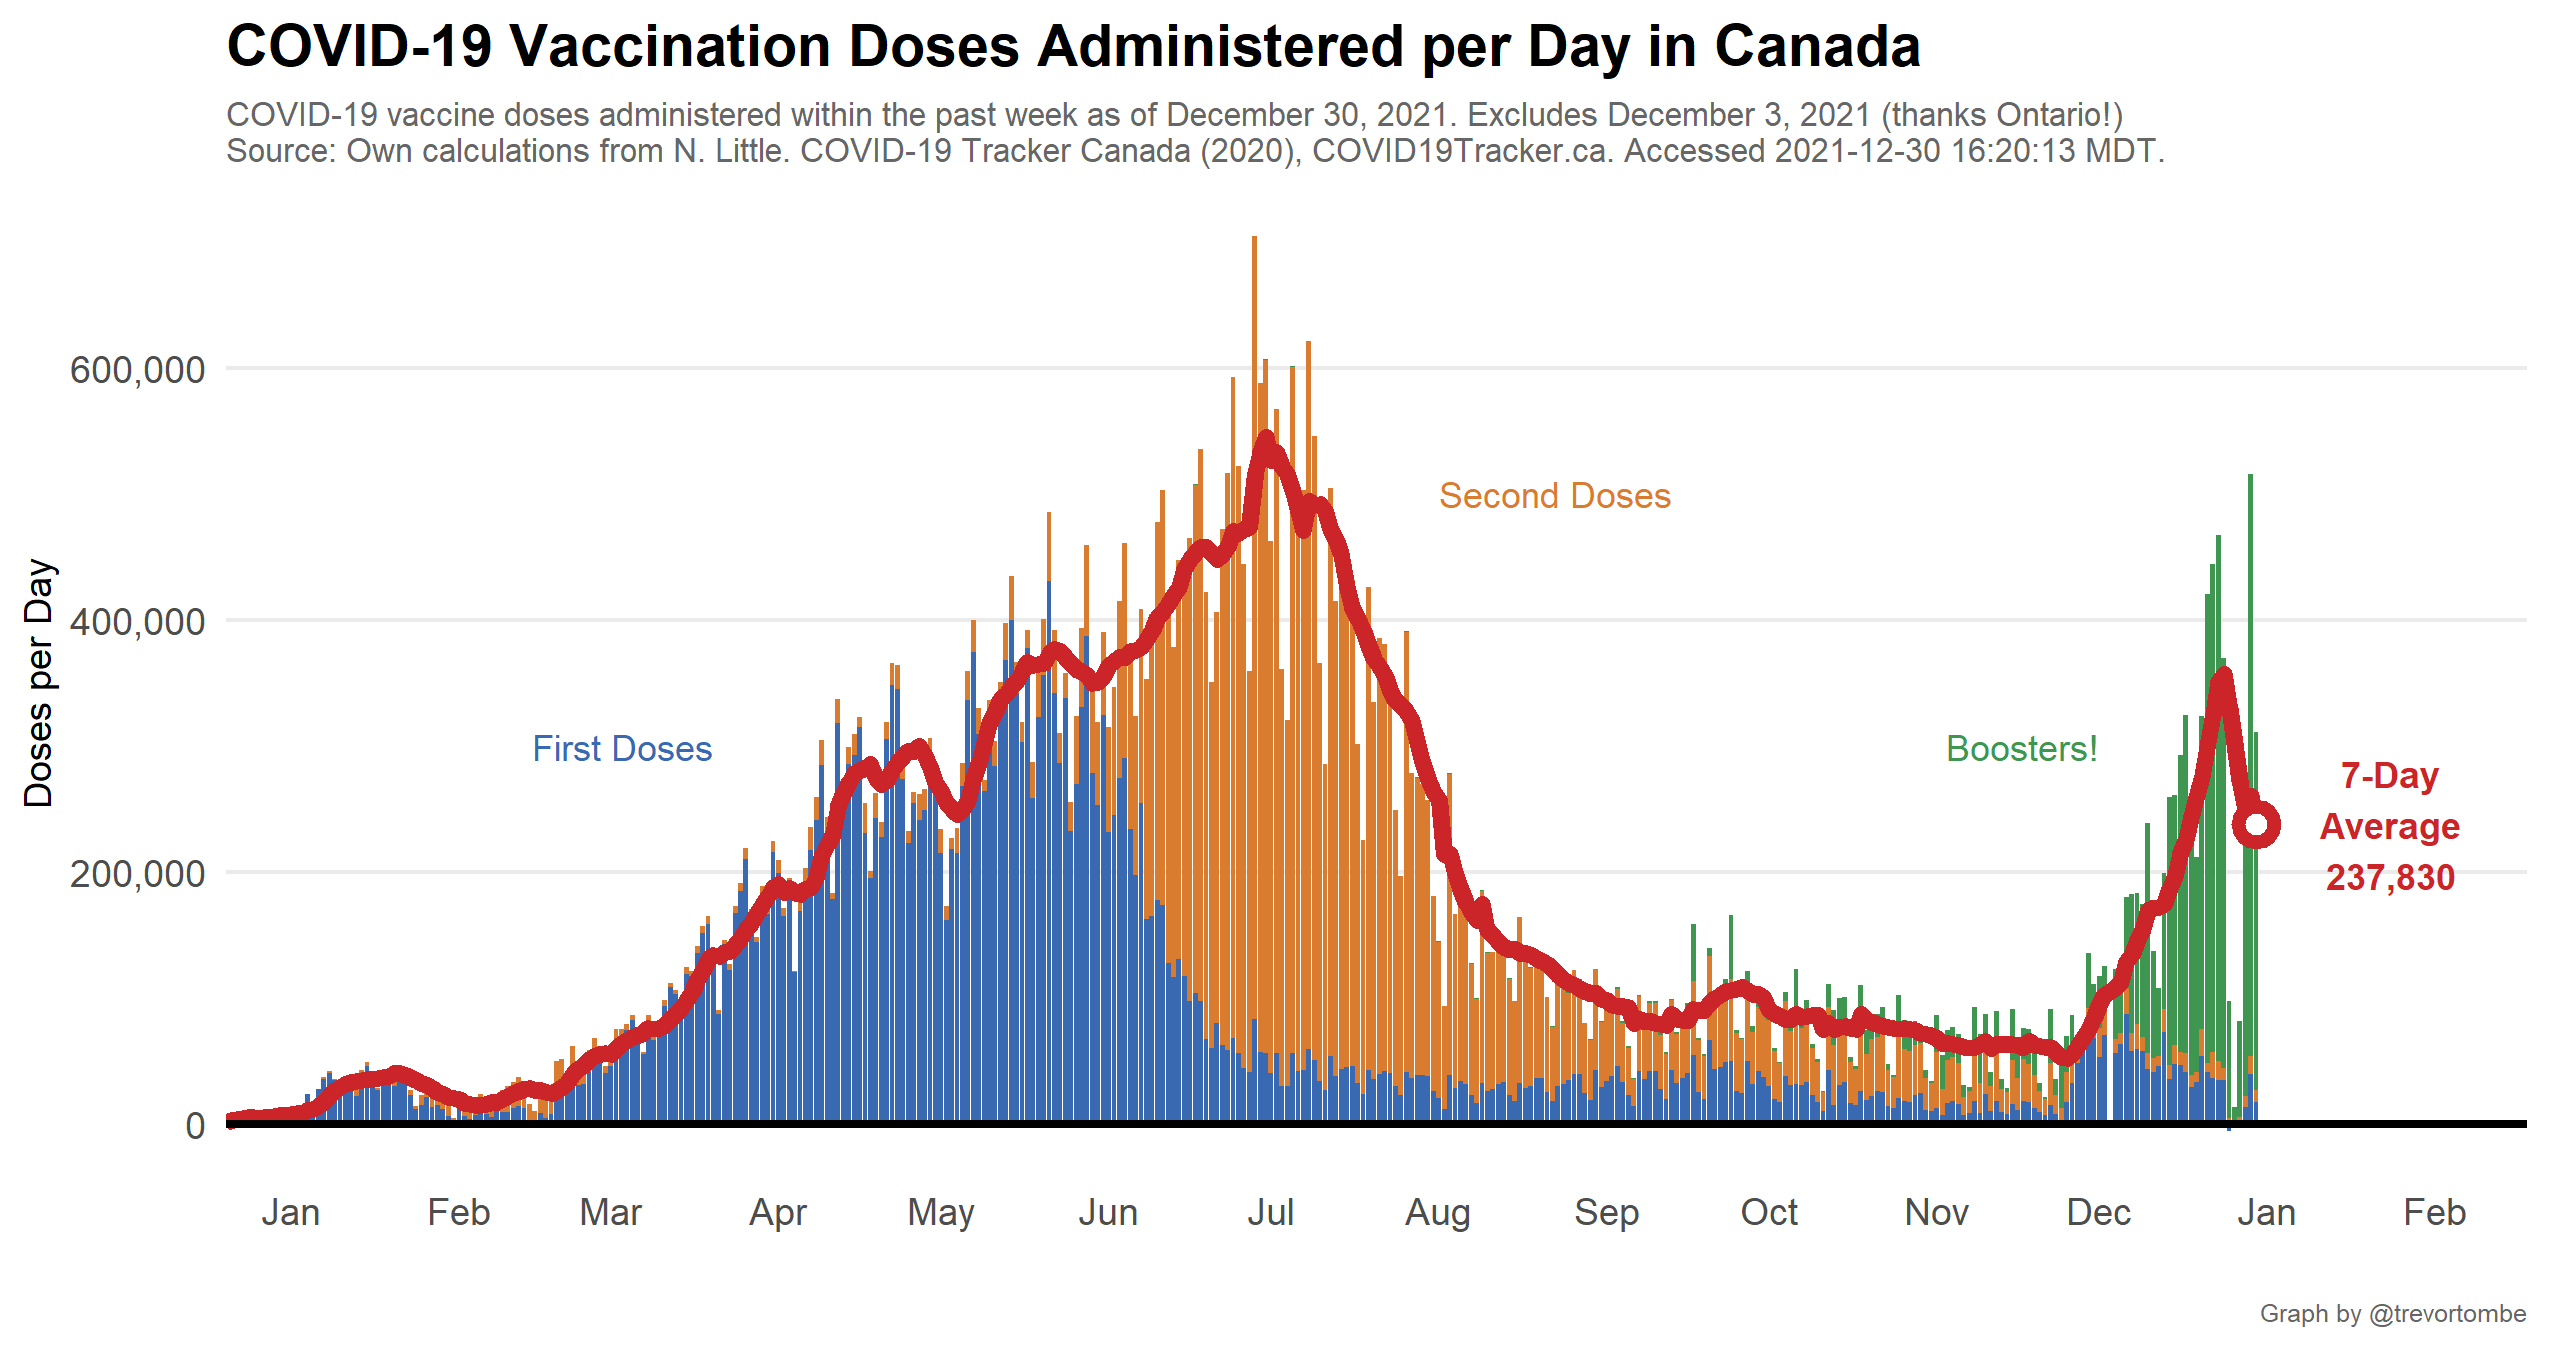 COVID-19 Vaccination Doses Administered per Day in Canada
COVID-19 vaccine doses administered within the past week as of December 30, 2021. Excludes December 3, 2021 (thanks Ontario!)
Source: Own calculations from N. Little. COVID-19 Tracker Canada (2020), COVID19Tracker.ca. Accessed 2021-12-30 16:20:13 MDT.
Doses per Day
600,000
400,000
200,000
0
First Doses
Second Doses
Boosters!
7-Day
Average
237,830
Jan Feb Mar Apr May Jun Jul Aug Sep Oct Nov Dec Jan Feb
Graph by @trevortombe